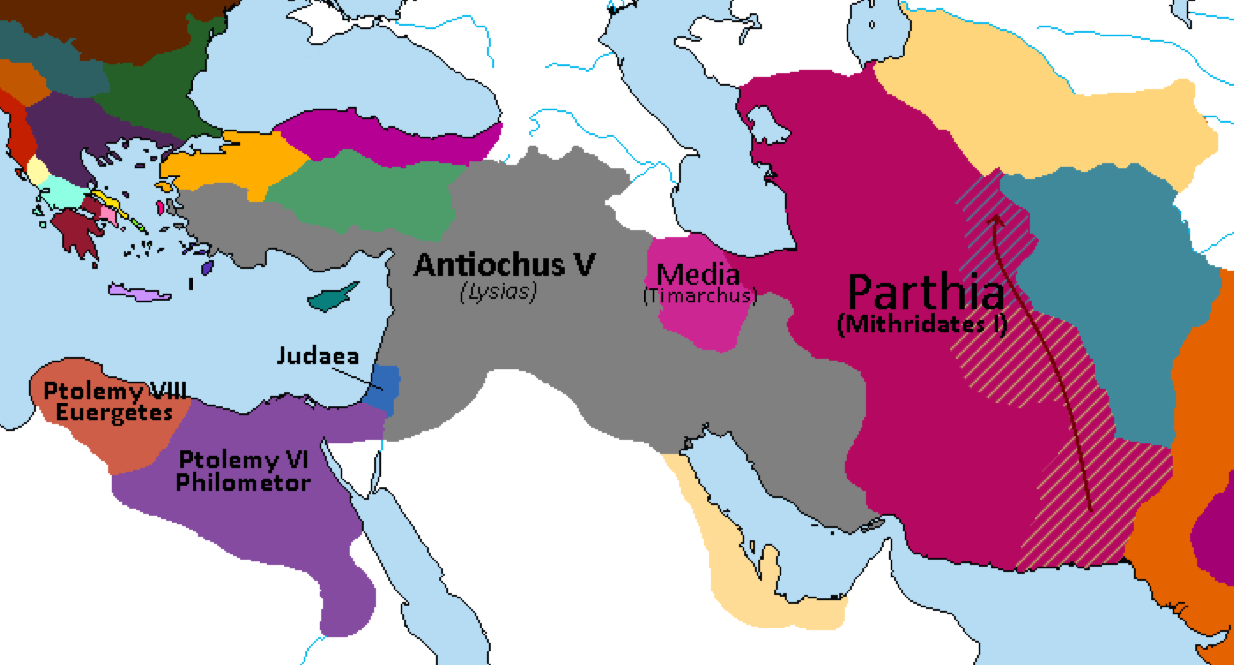 Antiochus V
(Lysias)
Media
(Timarchus)
Parthia
(Mithridates I)
Judaea
Ptolemy VIII
Euergetes
Ptolemy VI
Philometor